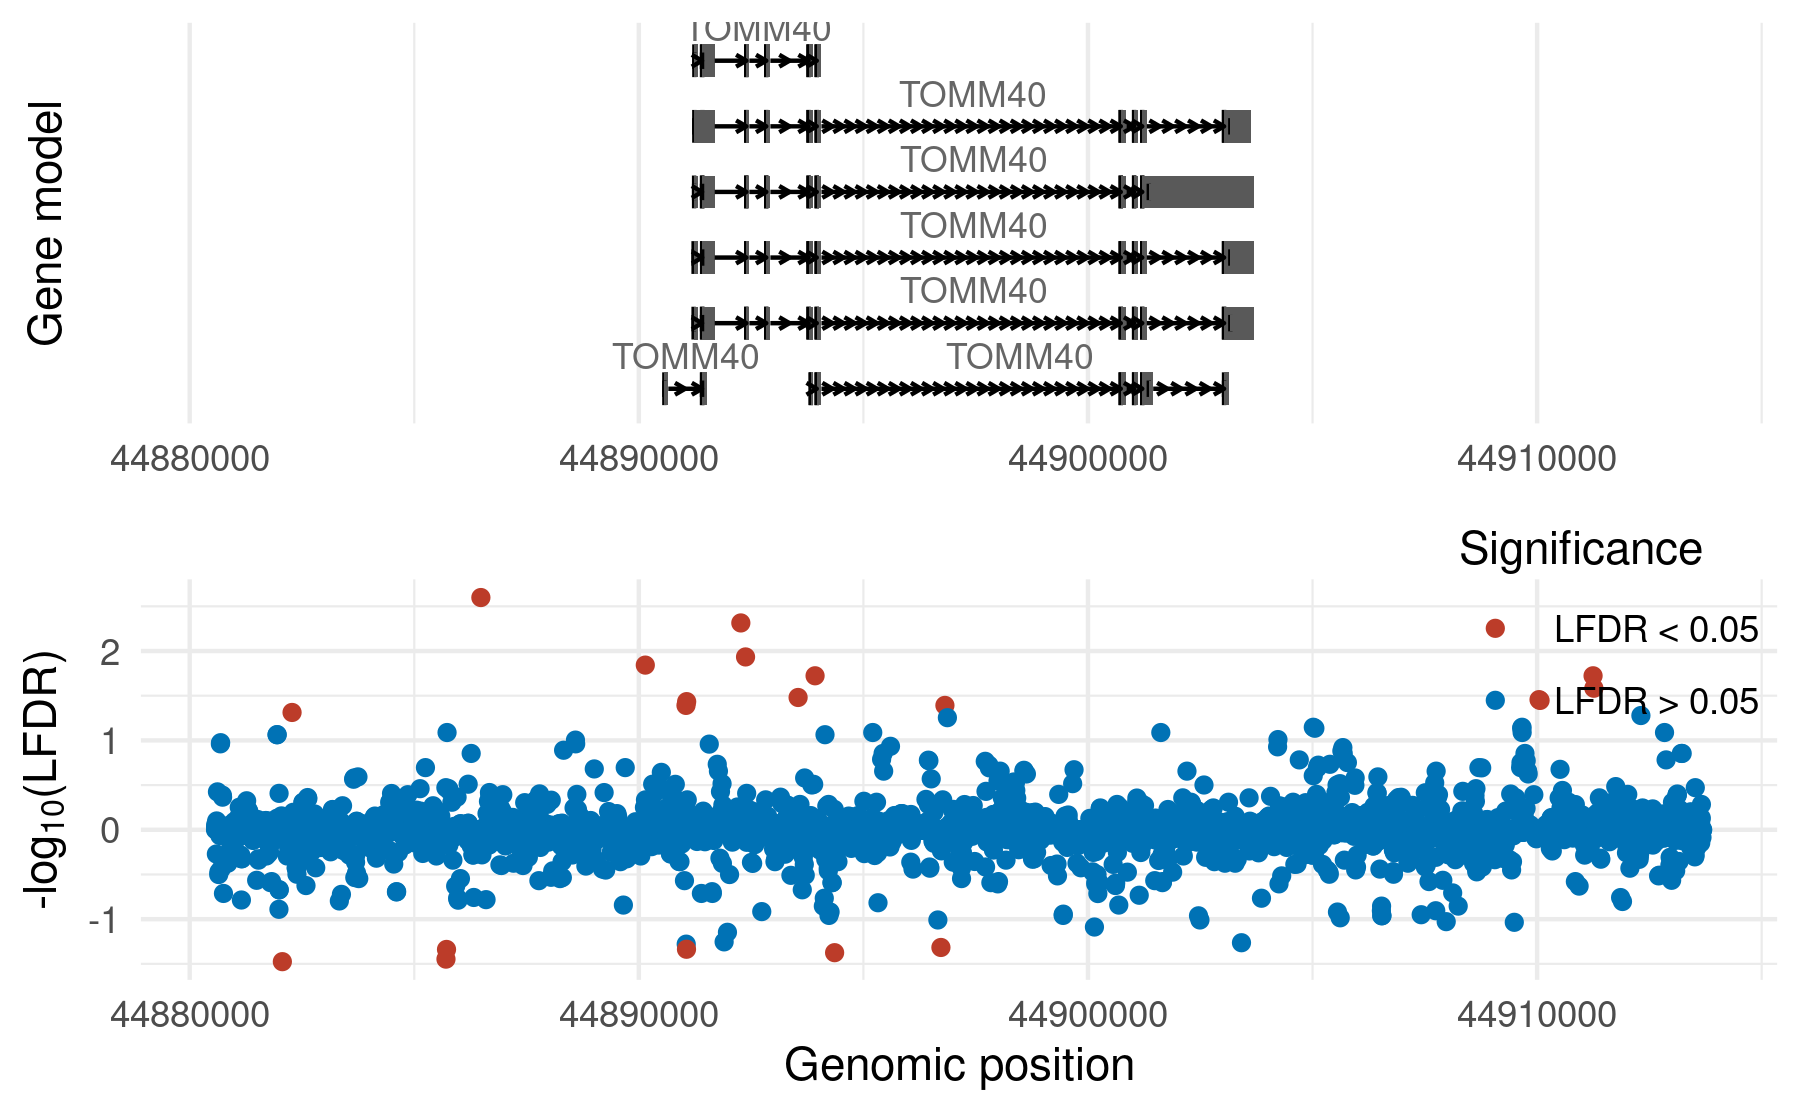 Gene model
TOMM40
TOMM40
TOMM40
TOMM40
TOMM40
TOMM40 TOMM40
44880000 44890000 44900000 44910000
Significance
LFDR < 0.05
LFDR > 0.05
-log10(LFDR)
2
1
0
-1
44880000 44890000 44900000 44910000
Genomic position